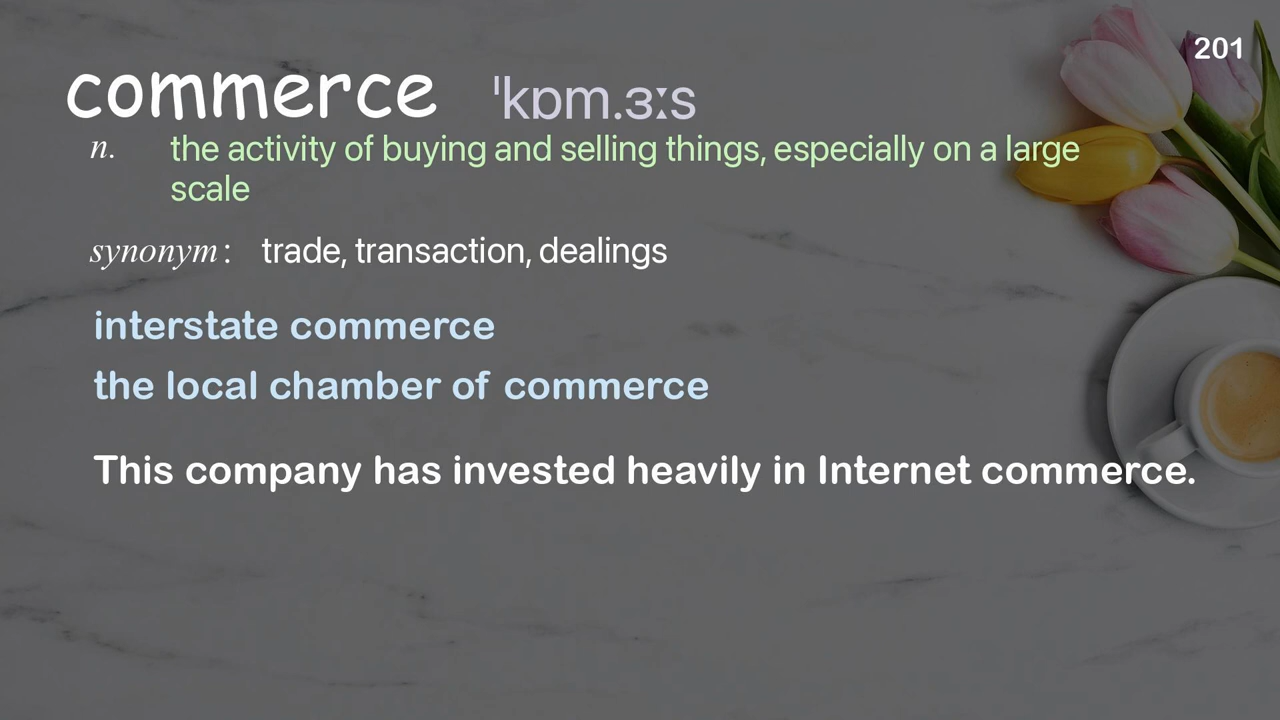 201
commerce ˈkɒm.ɜːs
n. the activity of buying and selling things, especially on a large
scale
synonym: trade, transaction, dealings
interstate commerce
the local chamber of commerce
This company has invested heavily in Internet commerce.